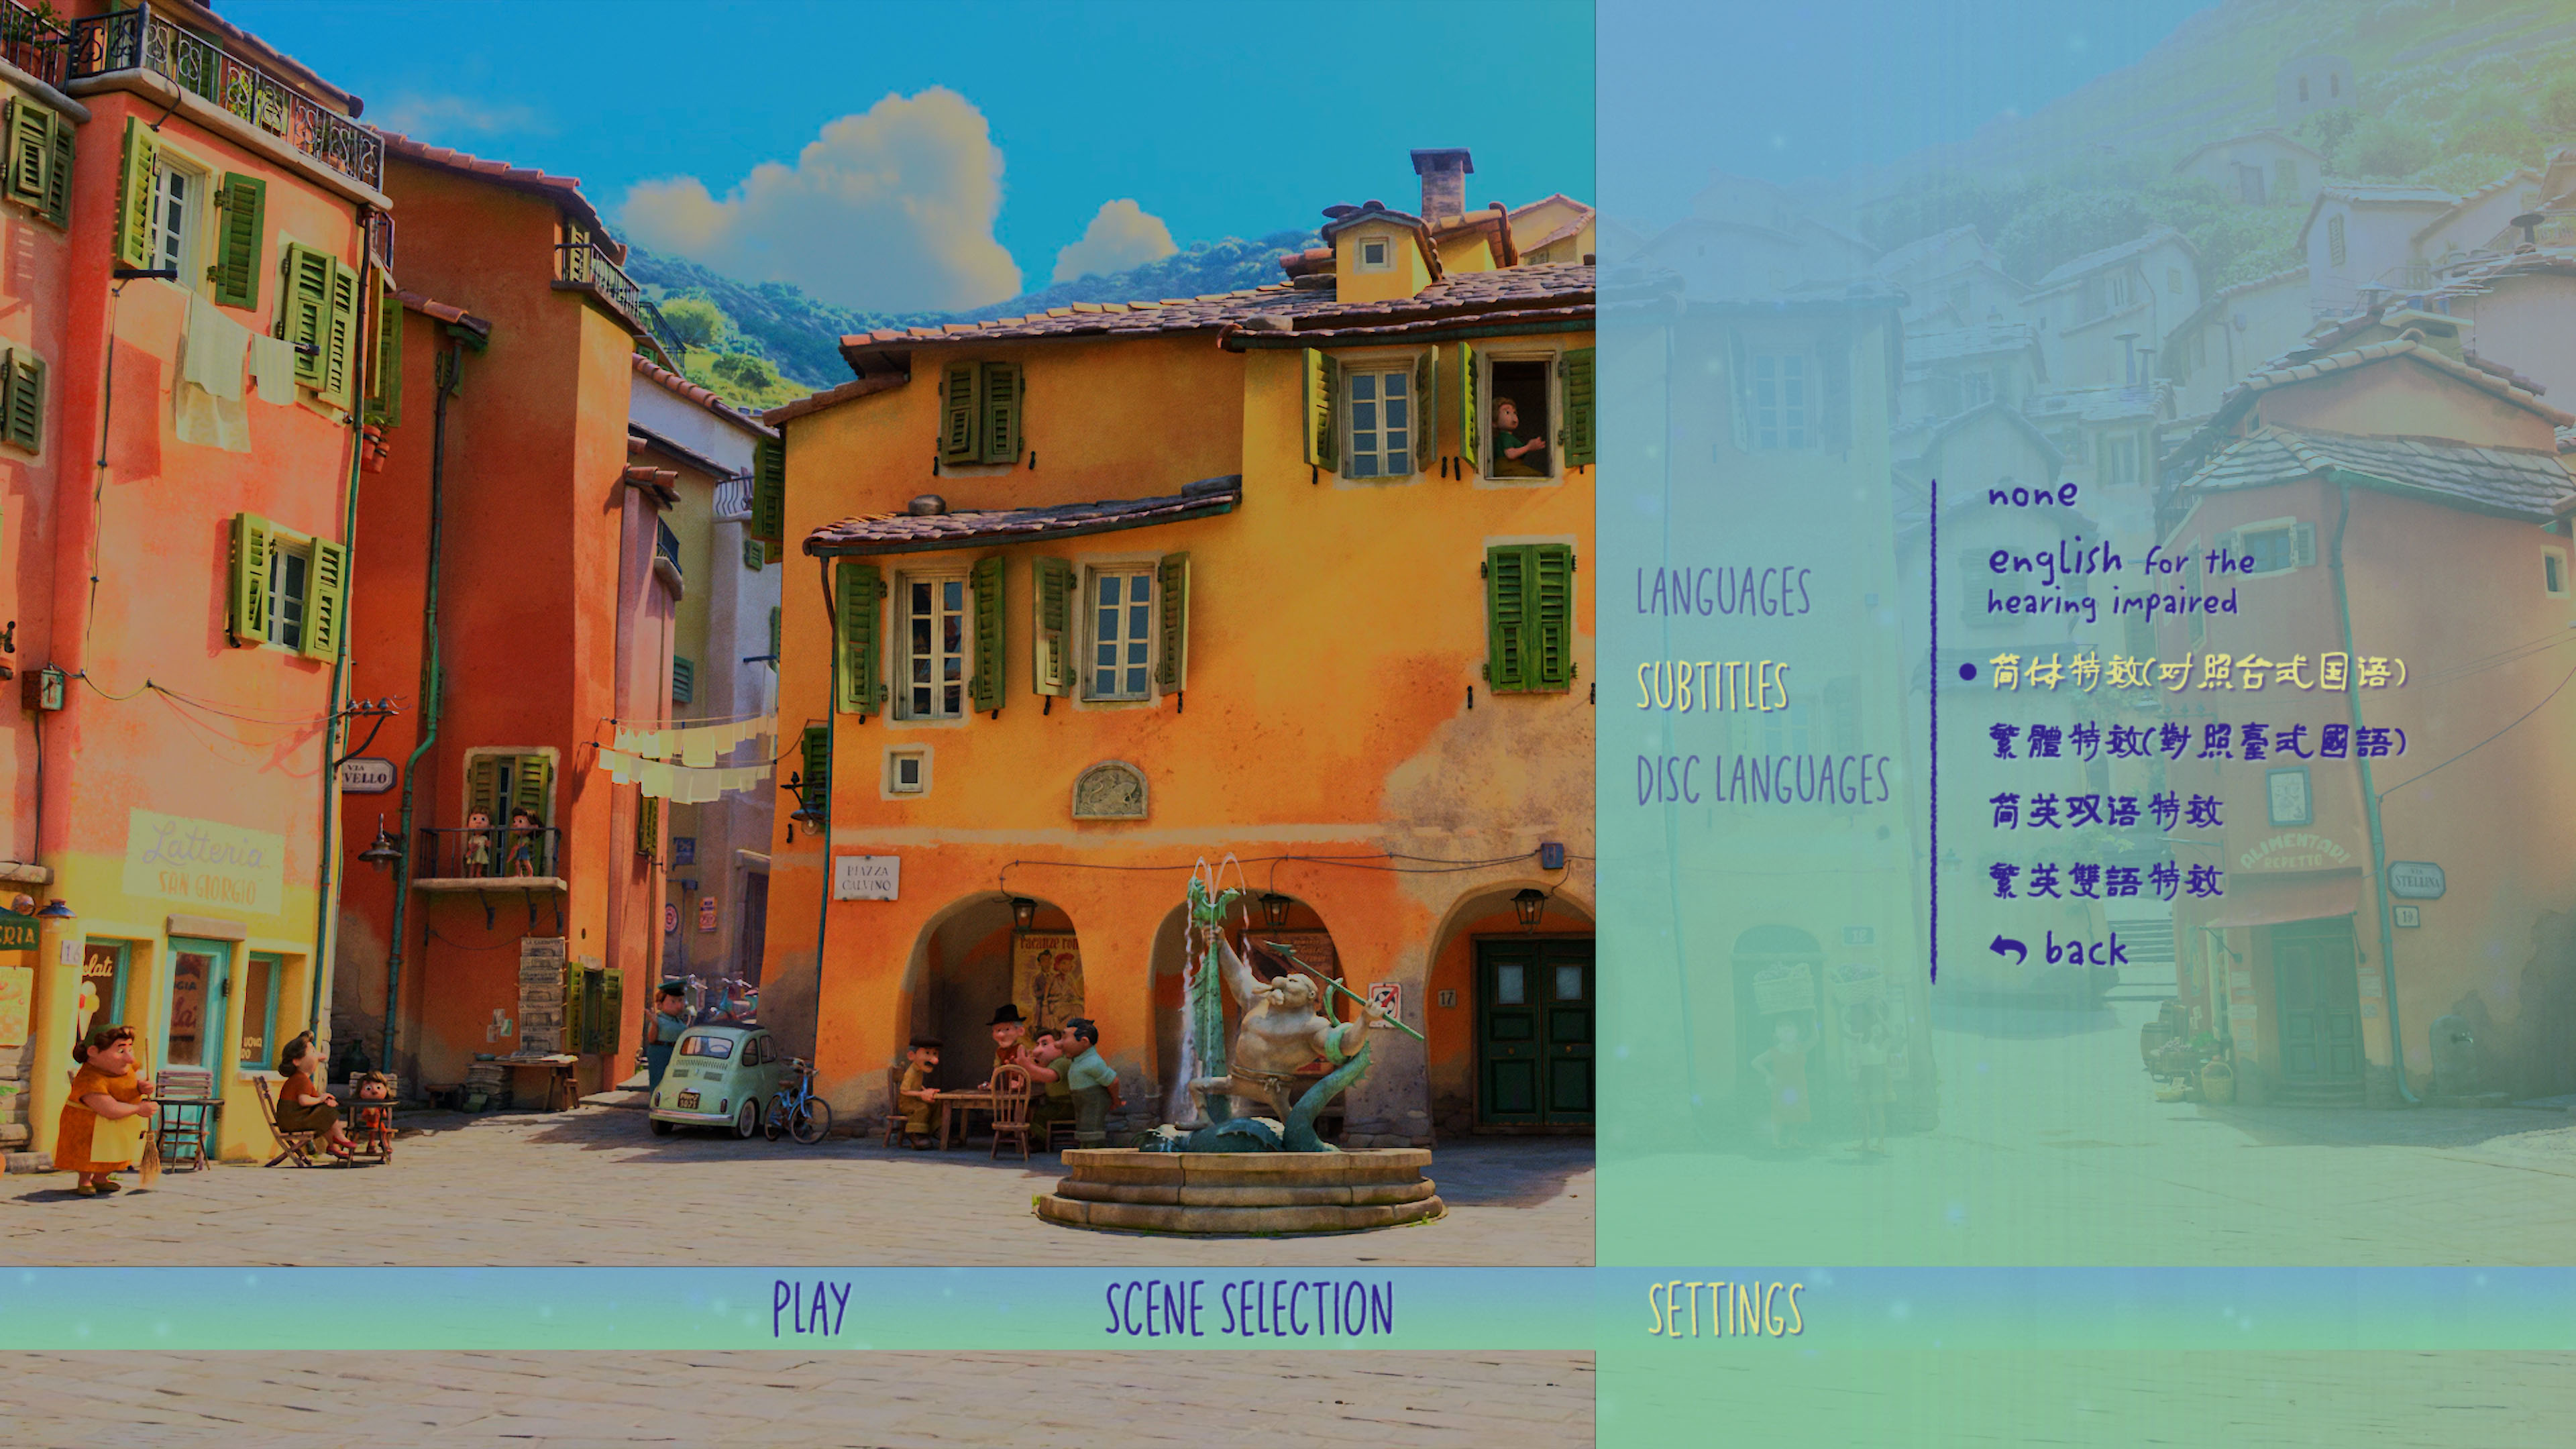 VIA
Latteria
SAN GIORGIO
16
PIAZZA
CALVINO
17
LANGUAGES
SUBTITLES
DISC LANGUAGES
none
english for the
hearing impaired
简体特效(对照台式国语)
繁體特效(對照臺式國語)
简英双语特效
繁英雙語特效
back
ALIMENTARI
REPETTO
VIA
STELLINA
PLAY
SCENE SELECTION
SETTINGS